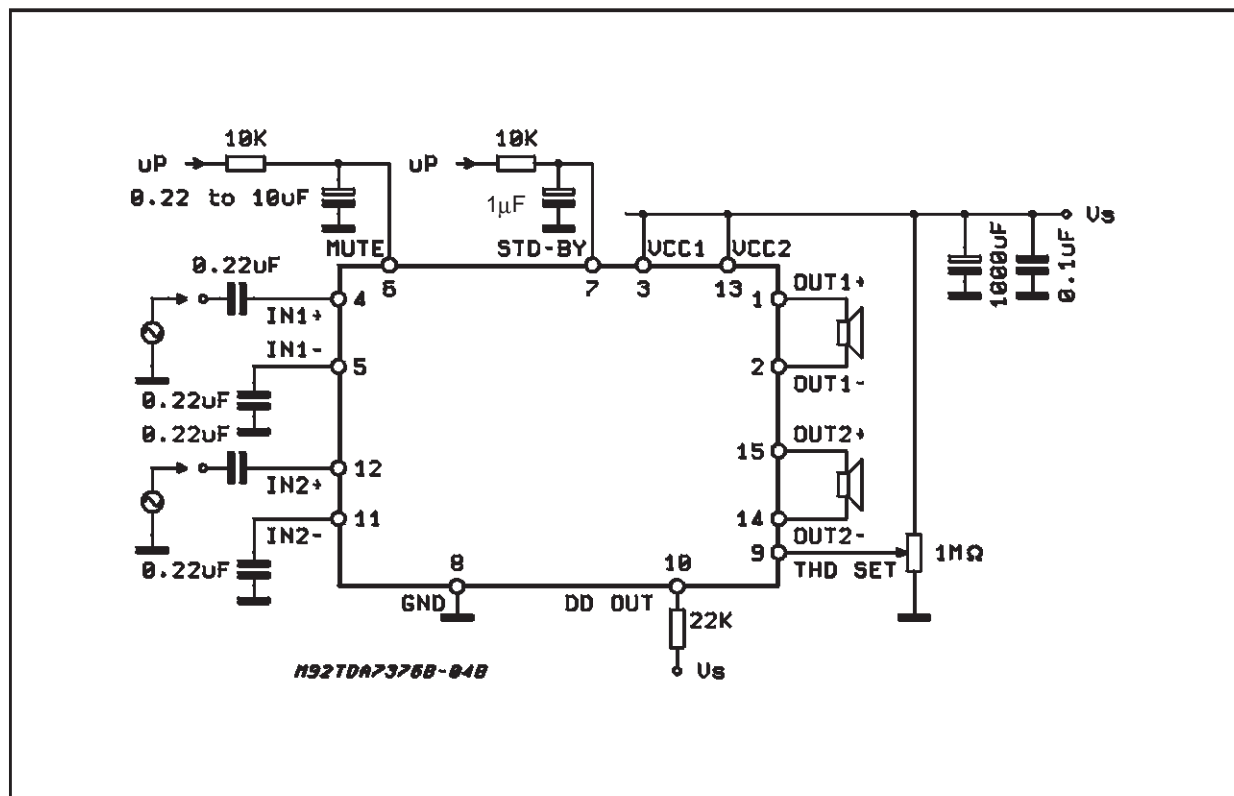 10K
10K
uP
uP
0.22 to 10uF
1µF
Vs
MUTE
STD-BY
VCC1
VCC2
1000uF
0.1uF
0.22uF
6
7
3
13
OUT1+
4
1
IN1+
IN1-
5
2
OUT1-
0.22uF
0.22uF
OUT2+
15
12
IN2+
11
14
IN2-
OUT2-
9
1MΩ
0.22uF
8
10
THD SET
GND
DD OUT
22K
M92TDA7376B-04B
Vs